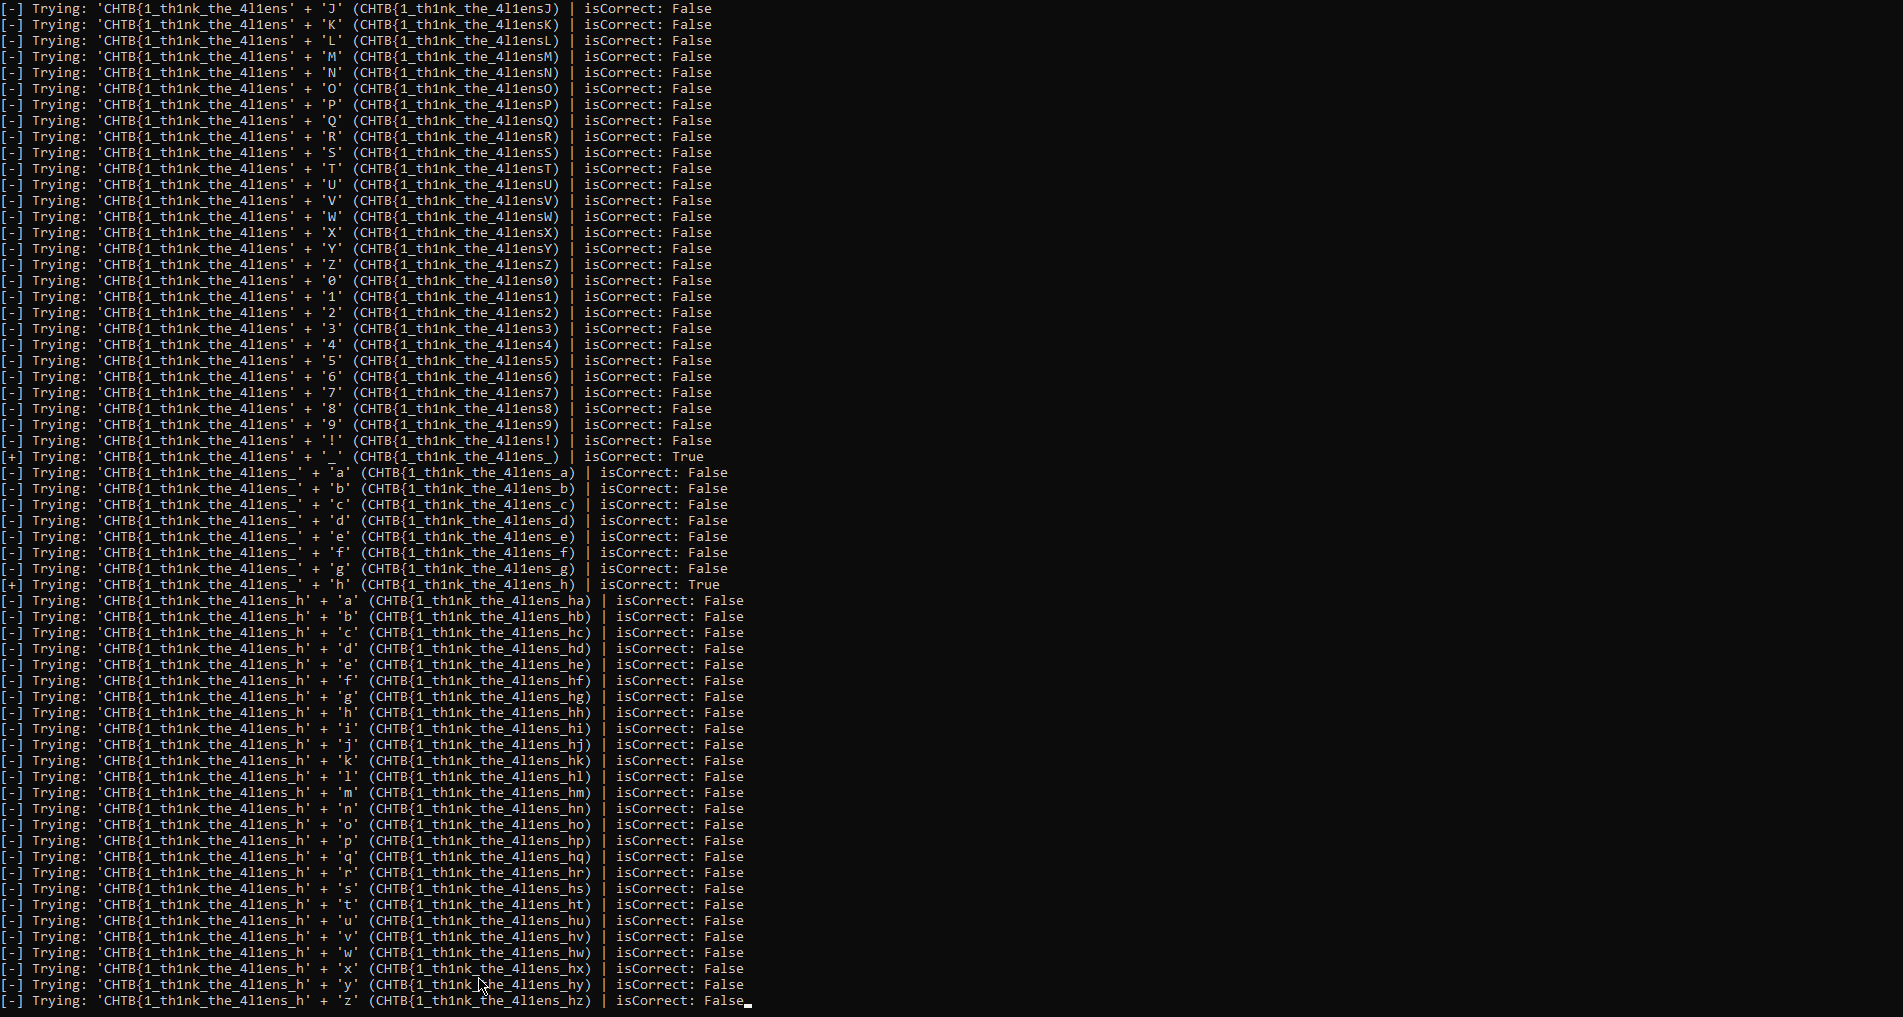 [-] Trying: 'CHTB{1_th1nk_the_4l1ens' + 'J' (CHTB{1_th1nk_the_4l1ensJ) | isCorrect: False
[-] Trying: 'CHTB{1_th1nk_the_4l1ens' + 'K' (CHTB{1_th1nk_the_4l1ensK) | isCorrect: False
[-] Trying: 'CHTB{1_th1nk_the_4l1ens' + 'L' (CHTB{1_th1nk_the_4l1ensL) | isCorrect: False
[-] Trying: 'CHTB{1_th1nk_the_4l1ens' + 'M' (CHTB{1_th1nk_the_4l1ensM) | isCorrect: False
[-] Trying: 'CHTB{1_th1nk_the_4l1ens' + 'N' (CHTB{1_th1nk_the_4l1ensN) | isCorrect: False
[-] Trying: 'CHTB{1_th1nk_the_4l1ens' + 'O' (CHTB{1_th1nk_the_4l1ensO) | isCorrect: False
[-] Trying: 'CHTB{1_th1nk_the_4l1ens' + 'P' (CHTB{1_th1nk_the_4l1ensP) | isCorrect: False
[-] Trying: 'CHTB{1_th1nk_the_4l1ens' + 'Q' (CHTB{1_th1nk_the_4l1ensQ) | isCorrect: False
[-] Trying: 'CHTB{1_th1nk_the_4l1ens' + 'R' (CHTB{1_th1nk_the_4l1ensR) | isCorrect: False
[-] Trying: 'CHTB{1_th1nk_the_4l1ens' + 'S' (CHTB{1_th1nk_the_4l1ensS) | isCorrect: False
[-] Trying: 'CHTB{1_th1nk_the_4l1ens' + 'T' (CHTB{1_th1nk_the_4l1ensT) | isCorrect: False
[-] Trying: 'CHTB{1_th1nk_the_4l1ens' + 'U' (CHTB{1_th1nk_the_4l1ensU) | isCorrect: False
[-] Trying: 'CHTB{1_th1nk_the_4l1ens' + 'V' (CHTB{1_th1nk_the_4l1ensV) | isCorrect: False
[-] Trying: 'CHTB{1_th1nk_the_4l1ens' + 'W' (CHTB{1_th1nk_the_4l1ensW) | isCorrect: False
[-] Trying: 'CHTB{1_th1nk_the_4l1ens' + 'X' (CHTB{1_th1nk_the_4l1ensX) | isCorrect: False
[-] Trying: 'CHTB{1_th1nk_the_4l1ens' + 'Y' (CHTB{1_th1nk_the_4l1ensY) | isCorrect: False
[-] Trying: 'CHTB{1_th1nk_the_4l1ens' + 'Z' (CHTB{1_th1nk_the_4l1ensZ) | isCorrect: False
[-] Trying: 'CHTB{1_th1nk_the_4l1ens' + '0' (CHTB{1_th1nk_the_4l1ens0) | isCorrect: False
[-] Trying: 'CHTB{1_th1nk_the_4l1ens' + '1' (CHTB{1_th1nk_the_4l1ens1) | isCorrect: False
[-] Trying: 'CHTB{1_th1nk_the_4l1ens' + '2' (CHTB{1_th1nk_the_4l1ens2) | isCorrect: False
[-] Trying: 'CHTB{1_th1nk_the_4l1ens' + '3' (CHTB{1_th1nk_the_4l1ens3) | isCorrect: False
[-] Trying: 'CHTB{1_th1nk_the_4l1ens' + '4' (CHTB{1_th1nk_the_4l1ens4) | isCorrect: False
[-] Trying: 'CHTB{1_th1nk_the_4l1ens' + '5' (CHTB{1_th1nk_the_4l1ens5) | isCorrect: False
[-] Trying: 'CHTB{1_th1nk_the_4l1ens' + '6' (CHTB{1_th1nk_the_4l1ens6) | isCorrect: False
[-] Trying: 'CHTB{1_th1nk_the_4l1ens' + '7' (CHTB{1_th1nk_the_4l1ens7) | isCorrect: False
[-] Trying: 'CHTB{1_th1nk_the_4l1ens' + '8' (CHTB{1_th1nk_the_4l1ens8) | isCorrect: False
[-] Trying: 'CHTB{1_th1nk_the_4l1ens' + '9' (CHTB{1_th1nk_the_4l1ens9) | isCorrect: False
[-] Trying: 'CHTB{1_th1nk_the_4l1ens' + '!' (CHTB{1_th1nk_the_4l1ens!) | isCorrect: False
[+] Trying: 'CHTB{1_th1nk_the_4l1ens' + '_' (CHTB{1_th1nk_the_4l1ens_) | isCorrect: True
[-] Trying: 'CHTB{1_th1nk_the_4l1ens_' + 'a' (CHTB{1_th1nk_the_4l1ens_a) | isCorrect: False
[-] Trying: 'CHTB{1_th1nk_the_4l1ens_' + 'b' (CHTB{1_th1nk_the_4l1ens_b) | isCorrect: False
[-] Trying: 'CHTB{1_th1nk_the_4l1ens_' + 'c' (CHTB{1_th1nk_the_4l1ens_c) | isCorrect: False
[-] Trying: 'CHTB{1_th1nk_the_4l1ens_' + 'd' (CHTB{1_th1nk_the_4l1ens_d) | isCorrect: False
[-] Trying: 'CHTB{1_th1nk_the_4l1ens_' + 'e' (CHTB{1_th1nk_the_4l1ens_e) | isCorrect: False
[-] Trying: 'CHTB{1_th1nk_the_4l1ens_' + 'f' (CHTB{1_th1nk_the_4l1ens_f) | isCorrect: False
[-] Trying: 'CHTB{1_th1nk_the_4l1ens_' + 'g' (CHTB{1_th1nk_the_4l1ens_g) | isCorrect: False
[+] Trying: 'CHTB{1_th1nk_the_4l1ens_' + 'h' (CHTB{1_th1nk_the_4l1ens_h) | isCorrect: True
[-] Trying: 'CHTB{1_th1nk_the_4l1ens_h' + 'a' (CHTB{1_th1nk_the_4l1ens_ha) | isCorrect: False
[-] Trying: 'CHTB{1_th1nk_the_4l1ens_h' + 'b' (CHTB{1_th1nk_the_4l1ens_hb) | isCorrect: False
[-] Trying: 'CHTB{1_th1nk_the_4l1ens_h' + 'c' (CHTB{1_th1nk_the_4l1ens_hc) | isCorrect: False
[-] Trying: 'CHTB{1_th1nk_the_4l1ens_h' + 'd' (CHTB{1_th1nk_the_4l1ens_hd) | isCorrect: False
[-] Trying: 'CHTB{1_th1nk_the_4l1ens_h' + 'e' (CHTB{1_th1nk_the_4l1ens_he) | isCorrect: False
[-] Trying: 'CHTB{1_th1nk_the_4l1ens_h' + 'f' (CHTB{1_th1nk_the_4l1ens_hf) | isCorrect: False
[-] Trying: 'CHTB{1_th1nk_the_4l1ens_h' + 'g' (CHTB{1_th1nk_the_4l1ens_hg) | isCorrect: False
[-] Trying: 'CHTB{1_th1nk_the_4l1ens_h' + 'h' (CHTB{1_th1nk_the_4l1ens_hh) | isCorrect: False
[-] Trying: 'CHTB{1_th1nk_the_4l1ens_h' + 'i' (CHTB{1_th1nk_the_4l1ens_hi) | isCorrect: False
[-] Trying: 'CHTB{1_th1nk_the_4l1ens_h' + 'j' (CHTB{1_th1nk_the_4l1ens_hj) | isCorrect: False
[-] Trying: 'CHTB{1_th1nk_the_4l1ens_h' + 'k' (CHTB{1_th1nk_the_4l1ens_hk) | isCorrect: False
[-] Trying: 'CHTB{1_th1nk_the_4l1ens_h' + 'l' (CHTB{1_th1nk_the_4l1ens_hl) | isCorrect: False
[-] Trying: 'CHTB{1_th1nk_the_4l1ens_h' + 'm' (CHTB{1_th1nk_the_4l1ens_hm) | isCorrect: False
[-] Trying: 'CHTB{1_th1nk_the_4l1ens_h' + 'n' (CHTB{1_th1nk_the_4l1ens_hn) | isCorrect: False
[-] Trying: 'CHTB{1_th1nk_the_4l1ens_h' + 'o' (CHTB{1_th1nk_the_4l1ens_ho) | isCorrect: False
[-] Trying: 'CHTB{1_th1nk_the_4l1ens_h' + 'p' (CHTB{1_th1nk_the_4l1ens_hp) | isCorrect: False
[-] Trying: 'CHTB{1_th1nk_the_4l1ens_h' + 'q' (CHTB{1_th1nk_the_4l1ens_hq) | isCorrect: False
[-] Trying: 'CHTB{1_th1nk_the_4l1ens_h' + 'r' (CHTB{1_th1nk_the_4l1ens_hr) | isCorrect: False
[-] Trying: 'CHTB{1_th1nk_the_4l1ens_h' + 's' (CHTB{1_th1nk_the_4l1ens_hs) | isCorrect: False
[-] Trying: 'CHTB{1_th1nk_the_4l1ens_h' + 't' (CHTB{1_th1nk_the_4l1ens_ht) | isCorrect: False
[-] Trying: 'CHTB{1_th1nk_the_4l1ens_h' + 'u' (CHTB{1_th1nk_the_4l1ens_hu) | isCorrect: False
[-] Trying: 'CHTB{1_th1nk_the_4l1ens_h' + 'v' (CHTB{1_th1nk_the_4l1ens_hv) | isCorrect: False
[-] Trying: 'CHTB{1_th1nk_the_4l1ens_h' + 'w' (CHTB{1_th1nk_the_4l1ens_hw) | isCorrect: False
[-] Trying: 'CHTB{1_th1nk_the_4l1ens_h' + 'x' (CHTB{1_th1nk_the_4l1ens_hx) | isCorrect: False
[-] Trying: 'CHTB{1_th1nk_the_4l1ens_h' + 'y' (CHTB{1_th1nk_the_4l1ens_hy) | isCorrect: False
[-] Trying: 'CHTB{1_th1nk_the_4l1ens_h' + 'z' (CHTB{1_th1nk_the_4l1ens_hz) | isCorrect: False